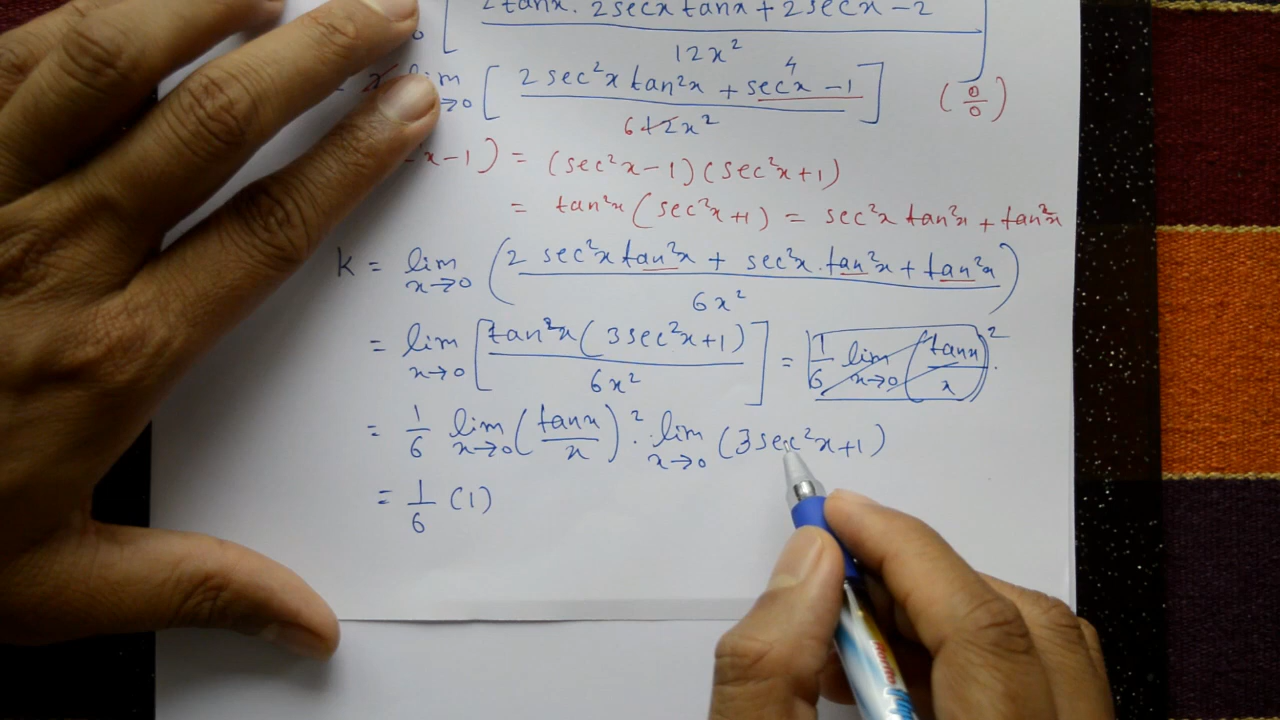 2tanx. 2secx tanx + 2secx - 2
12x²
lim x→0 [ 2 sec²x tan²x + sec⁴x - 1 ] (0/0)
6 12x²
x-1) = (sec²x-1)(sec²x+1)
= tan²x (sec²x+1) = sec²x tan²x + tan²x
K = lim x→0 ( 2 sec²x tan²x + sec²x.tan²x + tan²x )
6x²
= lim x→0 [ tan²x(3sec²x+1) / 6x² ] = 1/6 lim x→0 (tanx/x)².
= 1/6 lim x→0 (tanx/x)². lim x→0 (3sec²x+1)
= 1/6 (1)